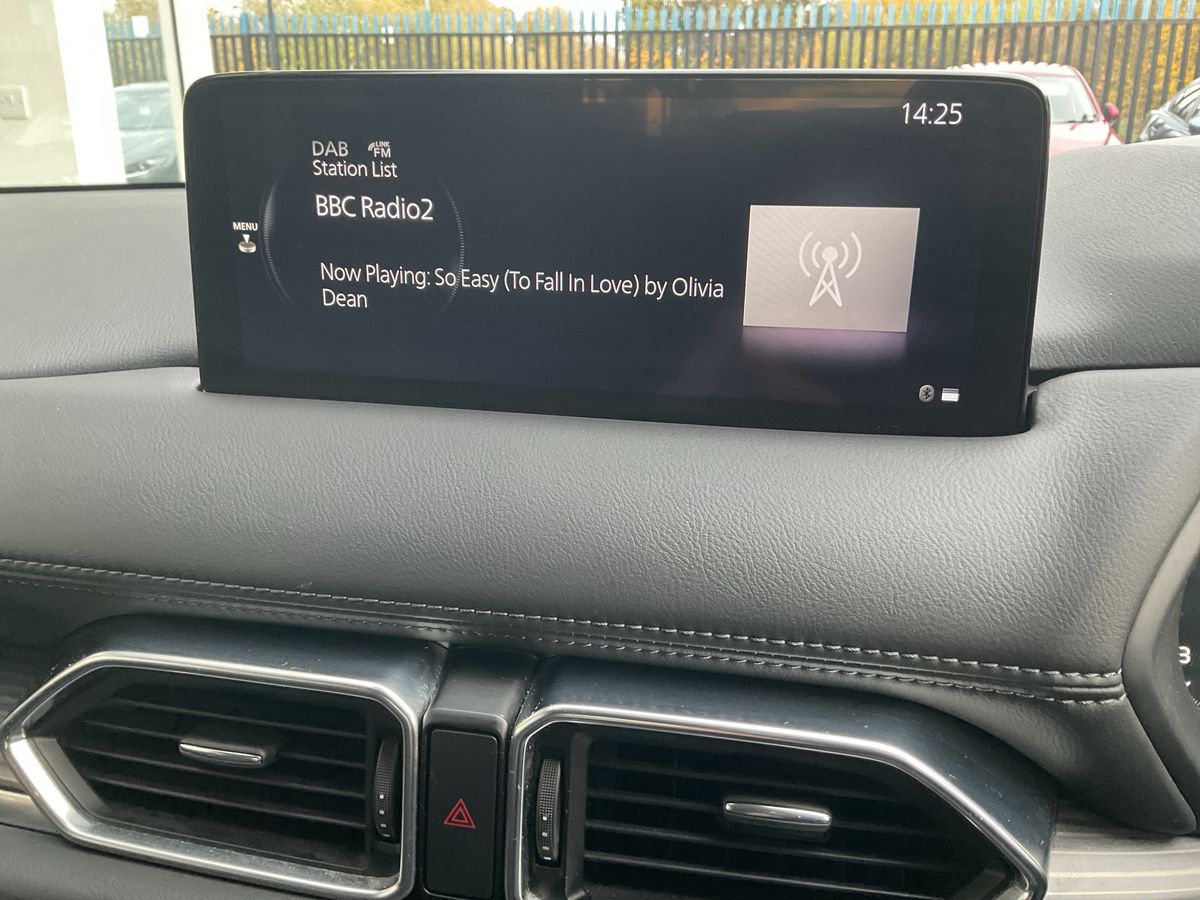 14:25
DAB LINK FM
Station List
BBC Radio2
MENU
Now Playing: So Easy (To Fall In Love) by Olivia
Dean
3